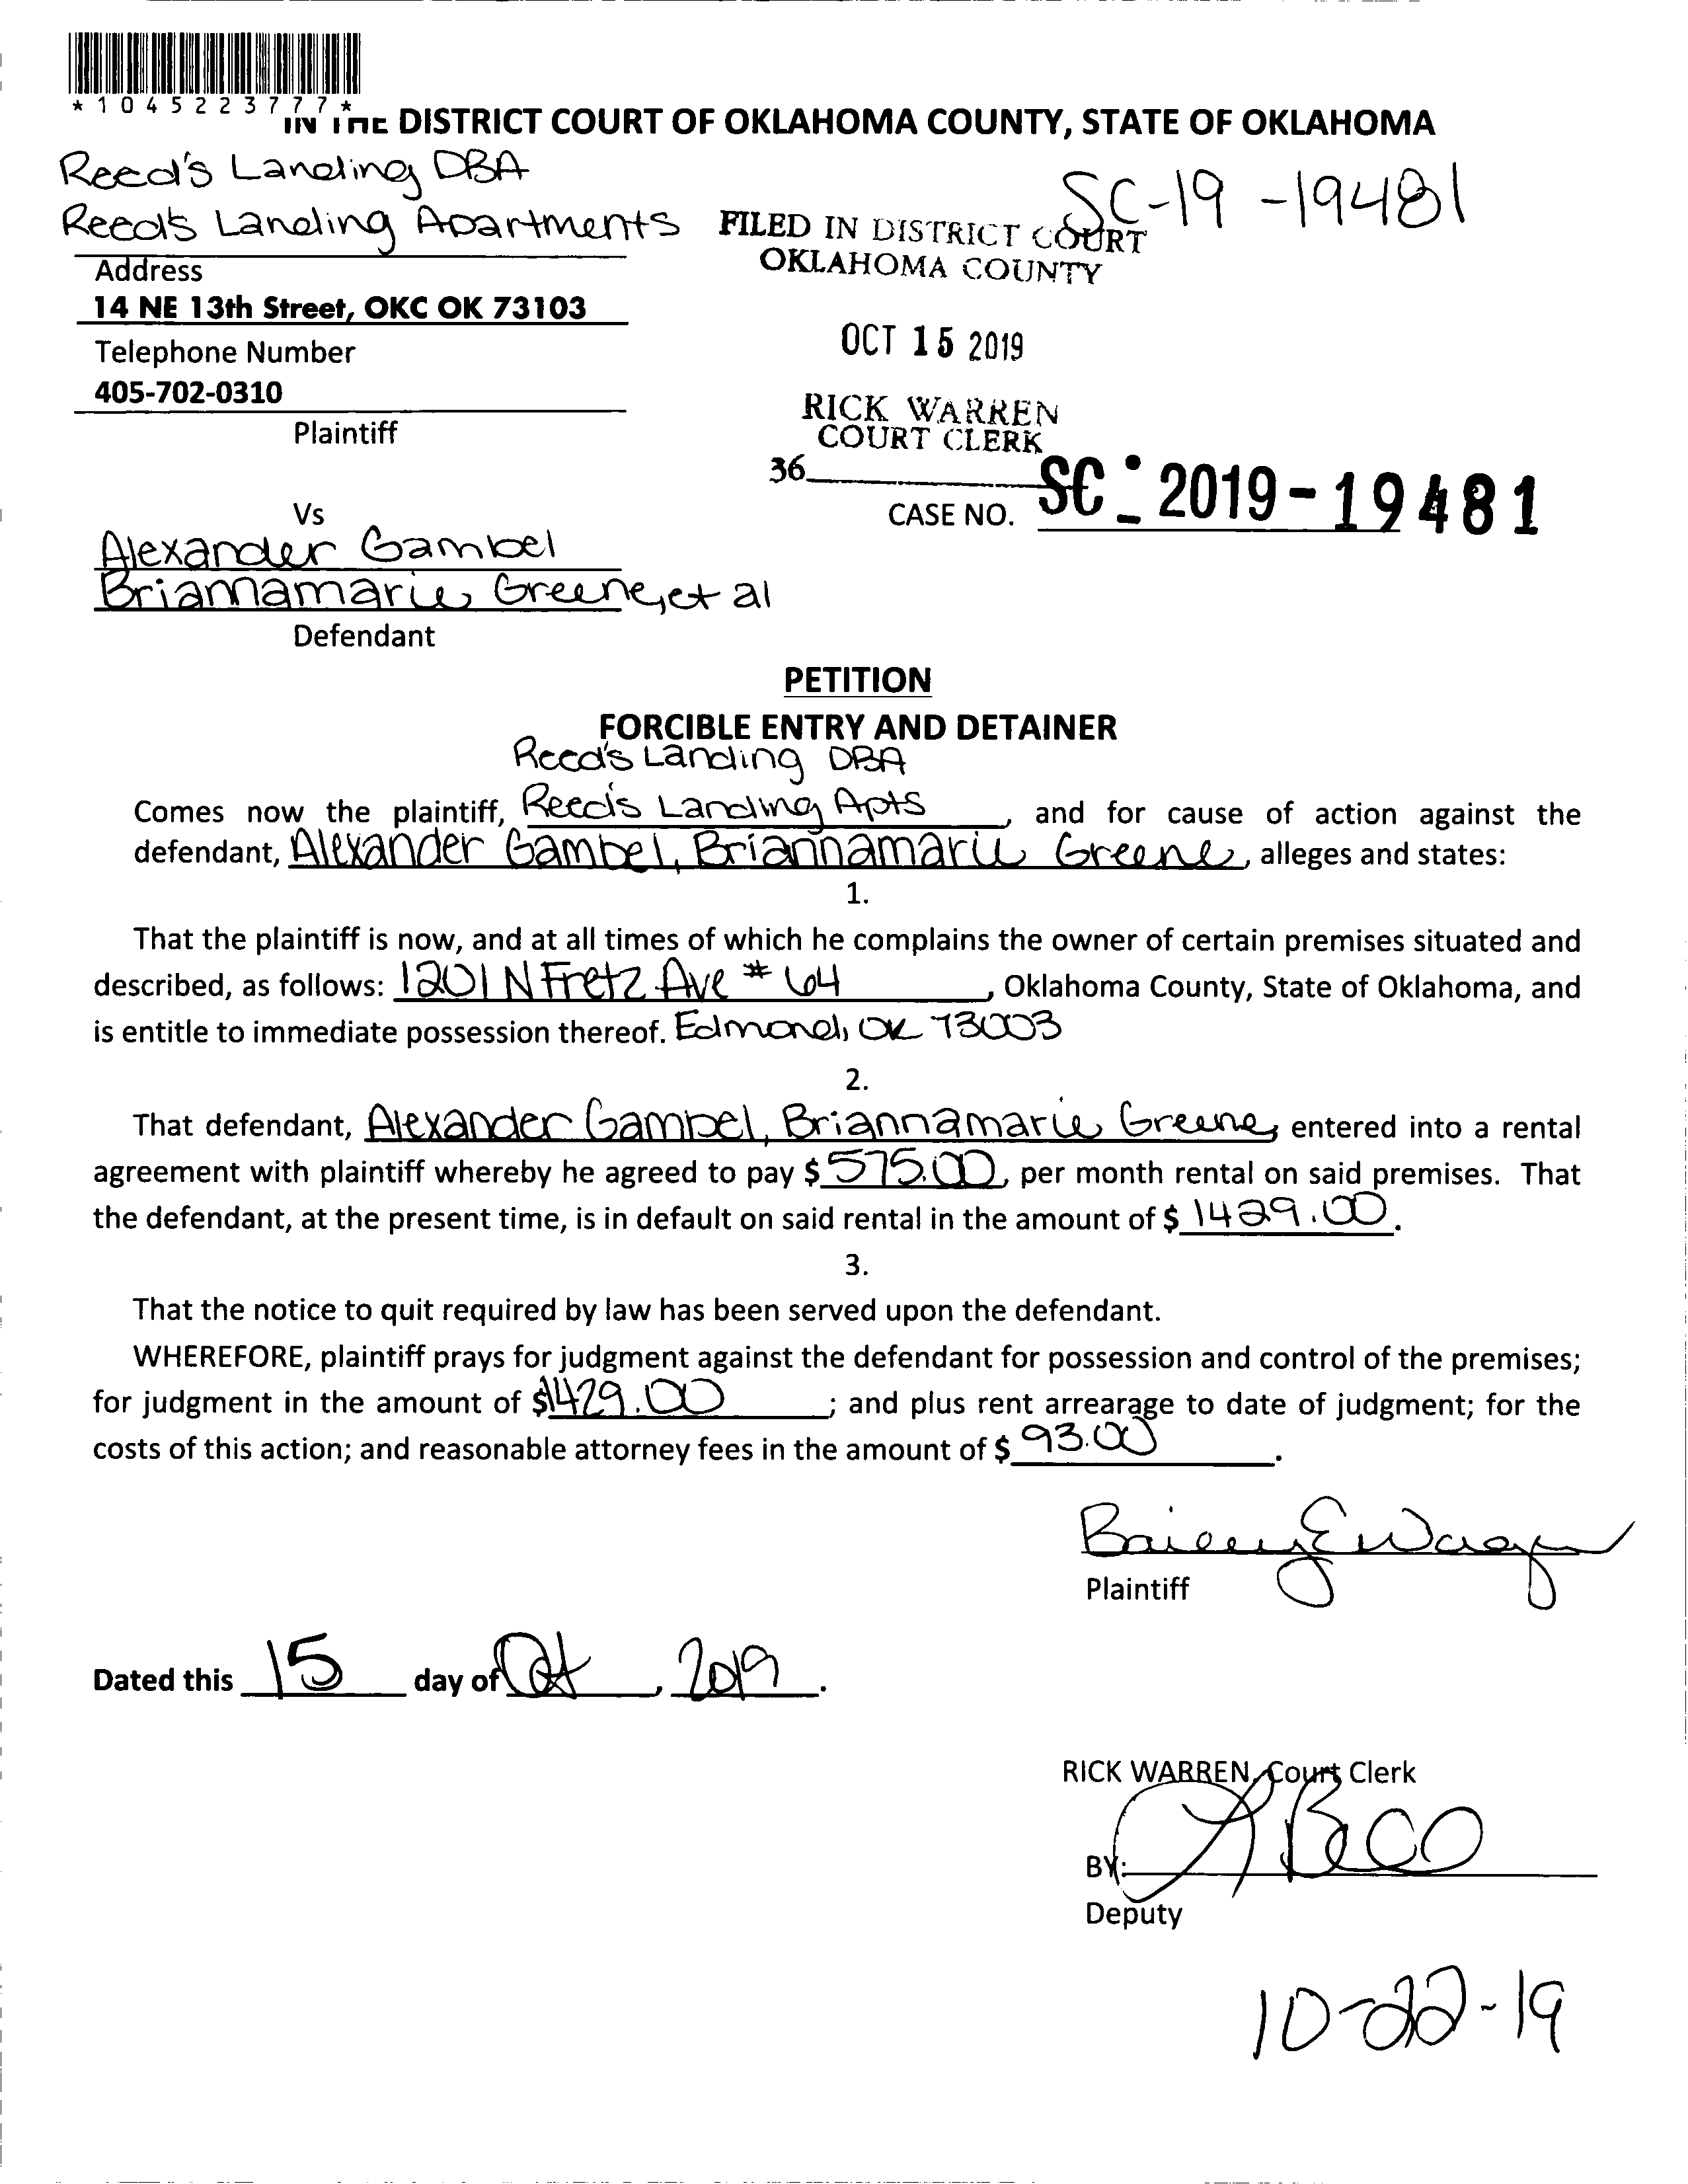 *1045223777*
IN THE DISTRICT COURT OF OKLAHOMA COUNTY, STATE OF OKLAHOMA
Reed's Landing DBA
Reed's Landing Apartments
SC-19-19481
FILED IN DISTRICT COURT
OKLAHOMA COUNTY
Address
14 NE 13th Street, OKC OK 73103
OCT 15 2019
Telephone Number
405-702-0310
RICK WARREN
COURT CLERK
Plaintiff
36
Vs
CASE NO. SC - 2019-19481
Alexander Gambel
Briannamarie Greene, et al
Defendant
PETITION
FORCIBLE ENTRY AND DETAINER
Reed's Landing DBA
Comes now the plaintiff, Reed's Landing Apts, and for cause of action against the
defendant, Alexander Gambel, Briannamarie Greene, alleges and states:
1.
That the plaintiff is now, and at all times of which he complains the owner of certain premises situated and
described, as follows: 1201 N Fretz Ave # 64, Oklahoma County, State of Oklahoma, and
is entitle to immediate possession thereof. Edmond, OK 73003
2.
That defendant, Alexander Gambel, Briannamarie Greene, entered into a rental
agreement with plaintiff whereby he agreed to pay $ 575.00, per month rental on said premises. That
the defendant, at the present time, is in default on said rental in the amount of $ 1429.00.
3.
That the notice to quit required by law has been served upon the defendant.
WHEREFORE, plaintiff prays for judgment against the defendant for possession and control of the premises;
for judgment in the amount of $1429.00; and plus rent arrearage to date of judgment; for the
costs of this action; and reasonable attorney fees in the amount of $ 93.00.
Plaintiff
Dated this 15 day of Oct, 2019.
RICK WARREN, Court Clerk
BY:
Deputy
10-22-19